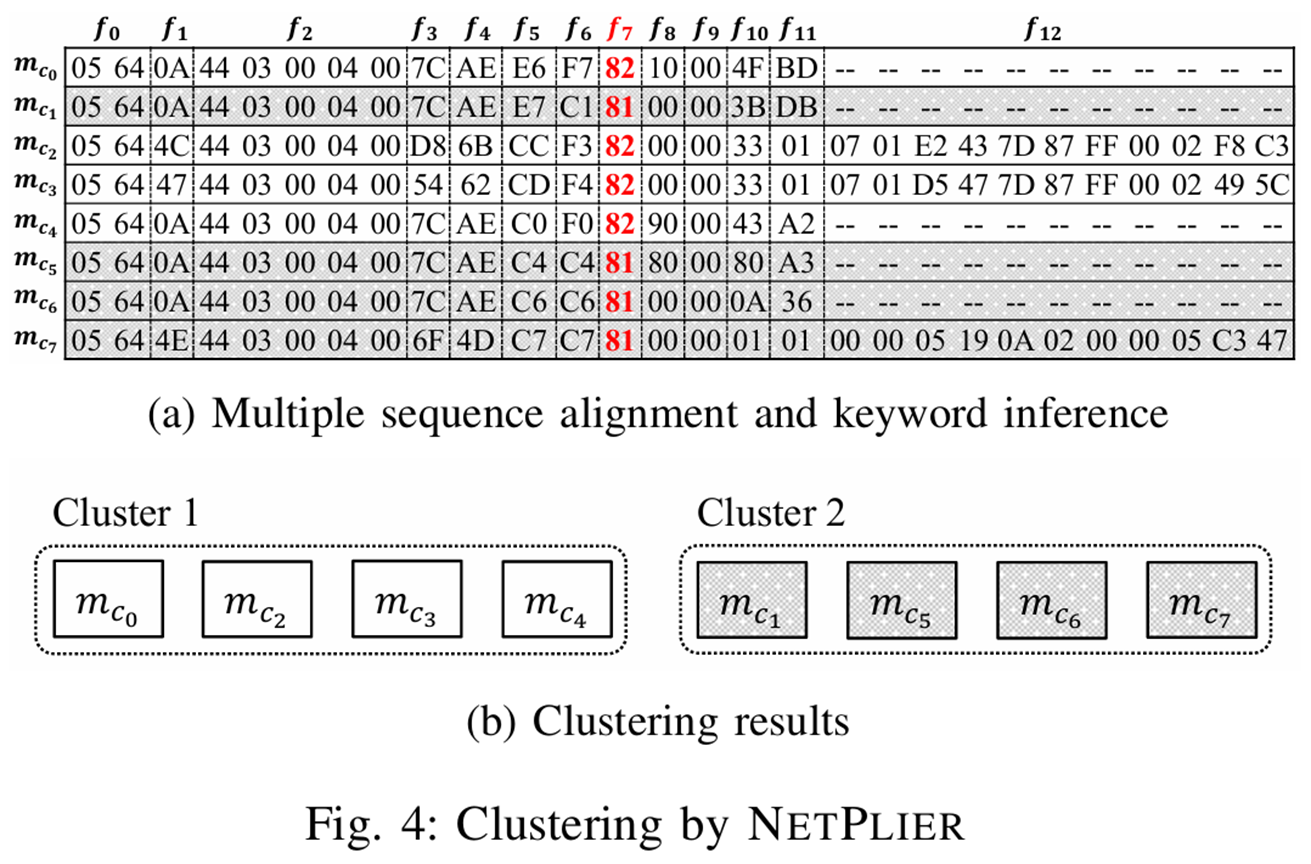 f0 f1 f2 f3 f4 f5 f6 f7 f8 f9 f10 f11 f12
mc0 05 64 0A 44 03 00 04 00 7C AE E6 F7 82 10 00 4F BD -- -- -- -- -- -- -- -- -- -- --
mc1 05 64 0A 44 03 00 04 00 7C AE E7 C1 81 00 00 3B DB -- -- -- -- -- -- -- -- -- -- --
mc2 05 64 4C 44 03 00 04 00 D8 6B CC F3 82 00 00 33 01 07 01 E2 43 7D 87 FF 00 02 F8 C3
mc3 05 64 47 44 03 00 04 00 54 62 CD F4 82 00 00 33 01 07 01 D5 47 7D 87 FF 00 02 49 5C
mc4 05 64 0A 44 03 00 04 00 7C AE C0 F0 82 90 00 43 A2 -- -- -- -- -- -- -- -- -- -- --
mc5 05 64 0A 44 03 00 04 00 7C AE C4 C4 81 80 00 80 A3 -- -- -- -- -- -- -- -- -- -- --
mc6 05 64 0A 44 03 00 04 00 7C AE C6 C6 81 00 00 0A 36 -- -- -- -- -- -- -- -- -- -- --
mc7 05 64 4E 44 03 00 04 00 6F 4D C7 C7 81 00 00 01 01 00 00 05 19 0A 02 00 00 05 C3 47
(a) Multiple sequence alignment and keyword inference
Cluster 1
mc0 mc2 mc3 mc4
Cluster 2
mc1 mc5 mc6 mc7
(b) Clustering results
Fig. 4: Clustering by NETPLIER